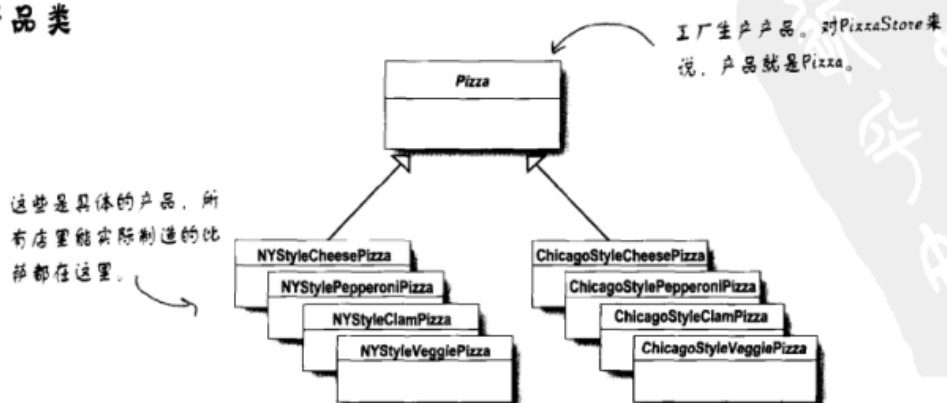 品类
工厂生产产品。对PizzaStore来
说，产品就是Pizza。
Pizza
这些是具体的产品，所
有店里能实际制造的比
萨都在这里。
NYStyleCheesePizza
NYStylePepperoniPizza
NYStyleClamPizza
NYStyleVeggiePizza
ChicagoStyleCheesePizza
ChicagoStylePepperoniPizza
ChicagoStyleClamPizza
ChicagoStyleVeggiePizza